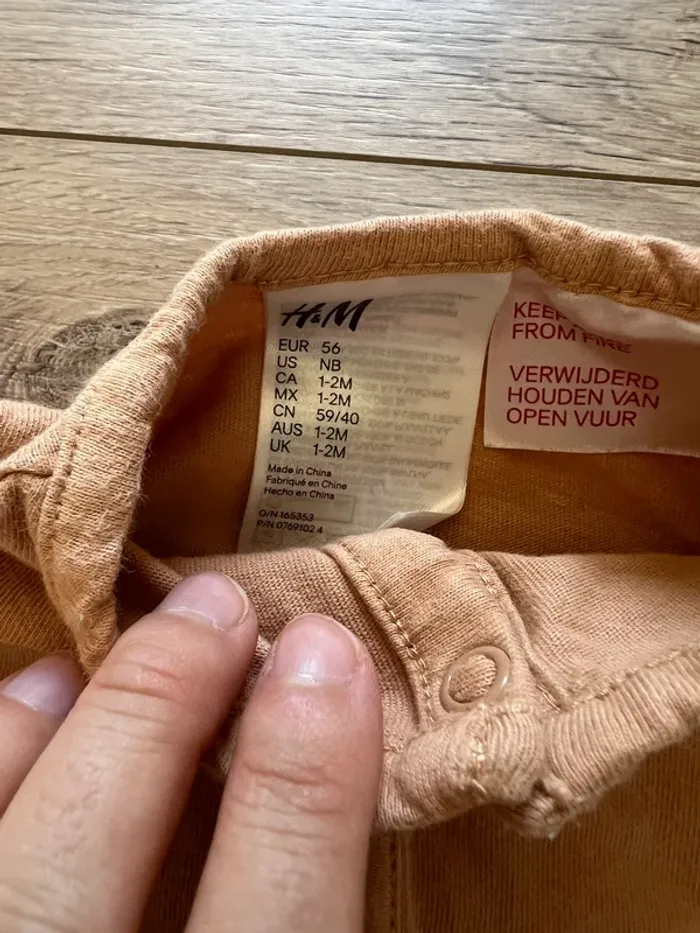 H&M
EUR 56
US NB
CA 1-2M
MX 1-2M
CN 59/40
AUS 1-2M
UK 1-2M
Made in China
Fabriqué en Chine
Hecho en China
O/N 165353
P/N 0769102 4
KEEP
FROM FIRE
VERWIJDERD
HOUDEN VAN
OPEN VUUR